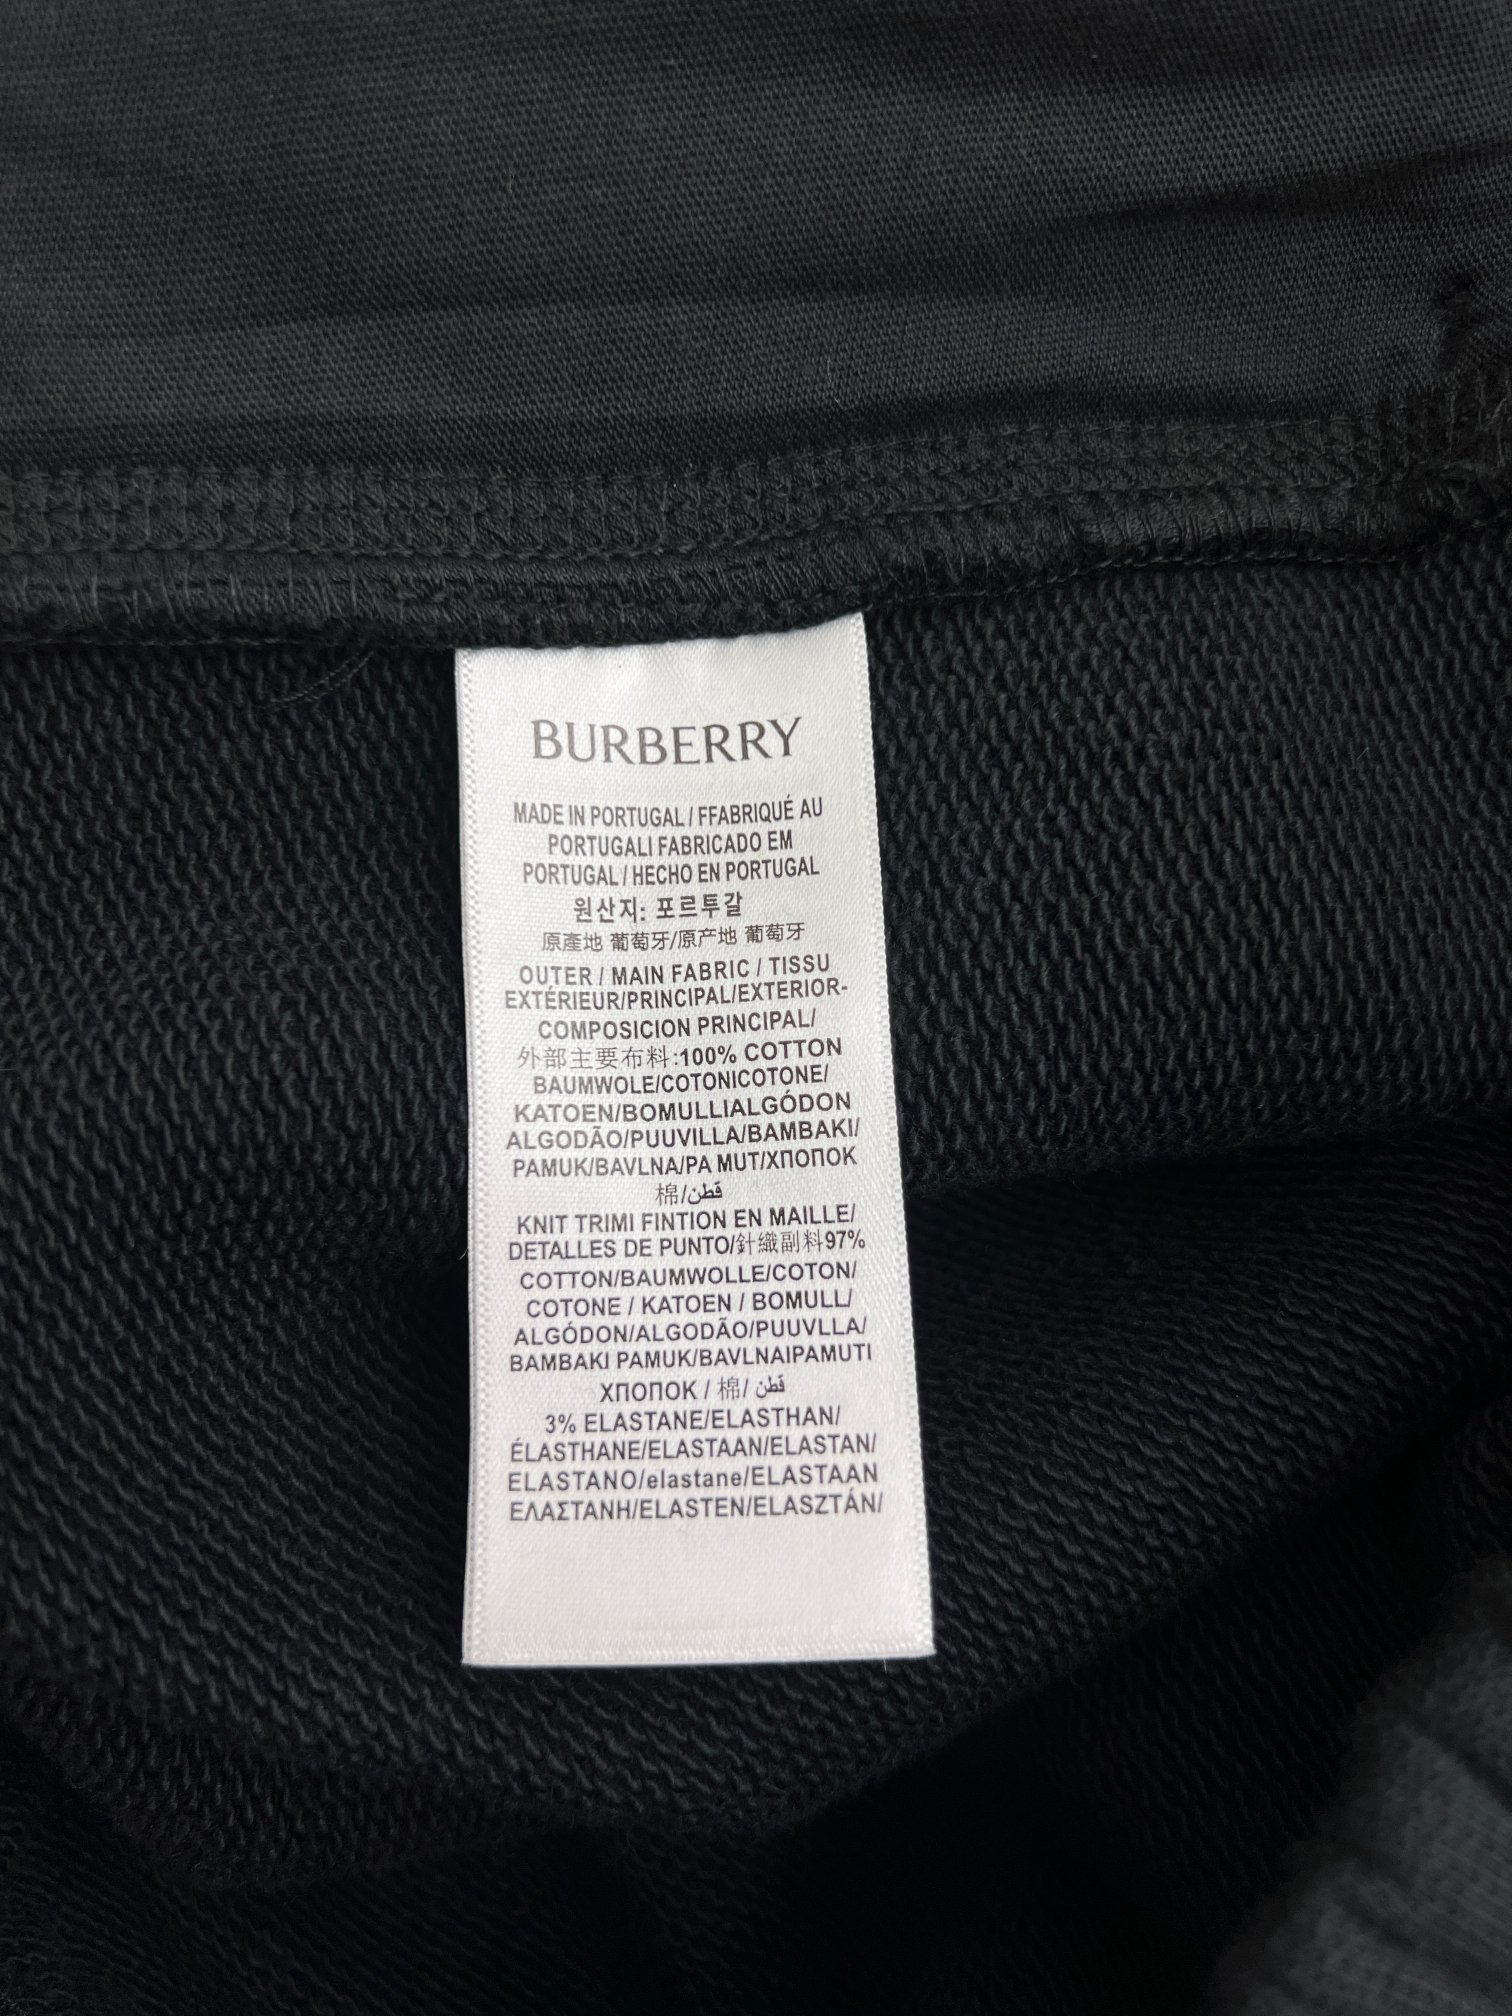 BURBERRY
MADE IN PORTUGAL / FFABRIQUÉ AU
PORTUGALI FABRICADO EM
PORTUGAL / HECHO EN PORTUGAL
원산지: 포르투갈
原產地 葡萄牙/原产地 葡萄牙
OUTER / MAIN FABRIC / TISSU
EXTÉRIEUR/PRINCIPAL/EXTERIOR-
COMPOSICION PRINCIPAL/
外部主要布料:100% COTTON
BAUMWOLE/COTONICOTONE/
KATOEN/BOMULLIALGÓDON
ALGODÃO/PUUVILLA/BAMBAKI/
PAMUK/BAVLNA/PA MUT/ХПОПОК
棉/قطن
KNIT TRIMI FINTION EN MAILLE/
DETALLES DE PUNTO/針織副料97%
COTTON/BAUMWOLLE/COTON/
COTONE / KATOEN / BOMULL/
ALGÓDON/ALGODÃO/PUUVLLA/
BAMBAKI PAMUK/BAVLNAIPAMUTI
ХПОПОК / 棉/ قطن
3% ELASTANE/ELASTHAN/
ÉLASTHANE/ELASTAAN/ELASTAN/
ELASTANO/elastane/ELASTAAN
ΕΛΑΣΤΑΝΗ/ELASTEN/ELASZTÁN/